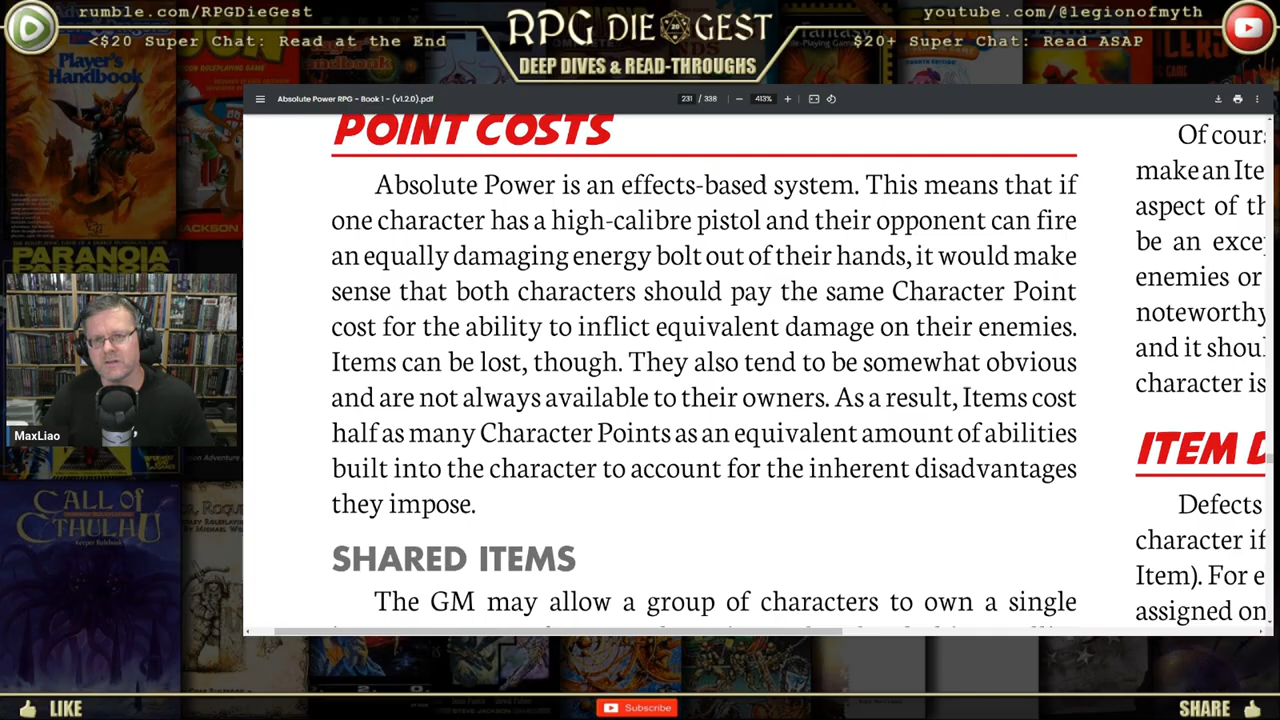 rumble.com/RPGDieGest
<$20 Super Chat: Read at the End
RPG DIE GEST
DEEP DIVES & READ-THROUGHS
youtube.com/@legionofmyth
$20+ Super Chat: Read ASAP
Player's
Handbook
PARANOIA
Absolute Power RPG - Book 1 - (v1.2.0).pdf
231 / 338
413%
POINT COSTS
Absolute Power is an effects-based system. This means that if
one character has a high-calibre pistol and their opponent can fire
an equally damaging energy bolt out of their hands, it would make
sense that both characters should pay the same Character Point
cost for the ability to inflict equivalent damage on their enemies.
Items can be lost, though. They also tend to be somewhat obvious
and are not always available to their owners. As a result, Items cost
half as many Character Points as an equivalent amount of abilities
built into the character to account for the inherent disadvantages
they impose.
SHARED ITEMS
The GM may allow a group of characters to own a single
Of cour
make an Ite
aspect of th
be an exce
enemies or
noteworthy
and it shoul
character is
ITEM D
Defects
character if
Item). For e
assigned on
MaxLiao
CALL OF
CTHULHU
LIKE
Subscribe
SHARE